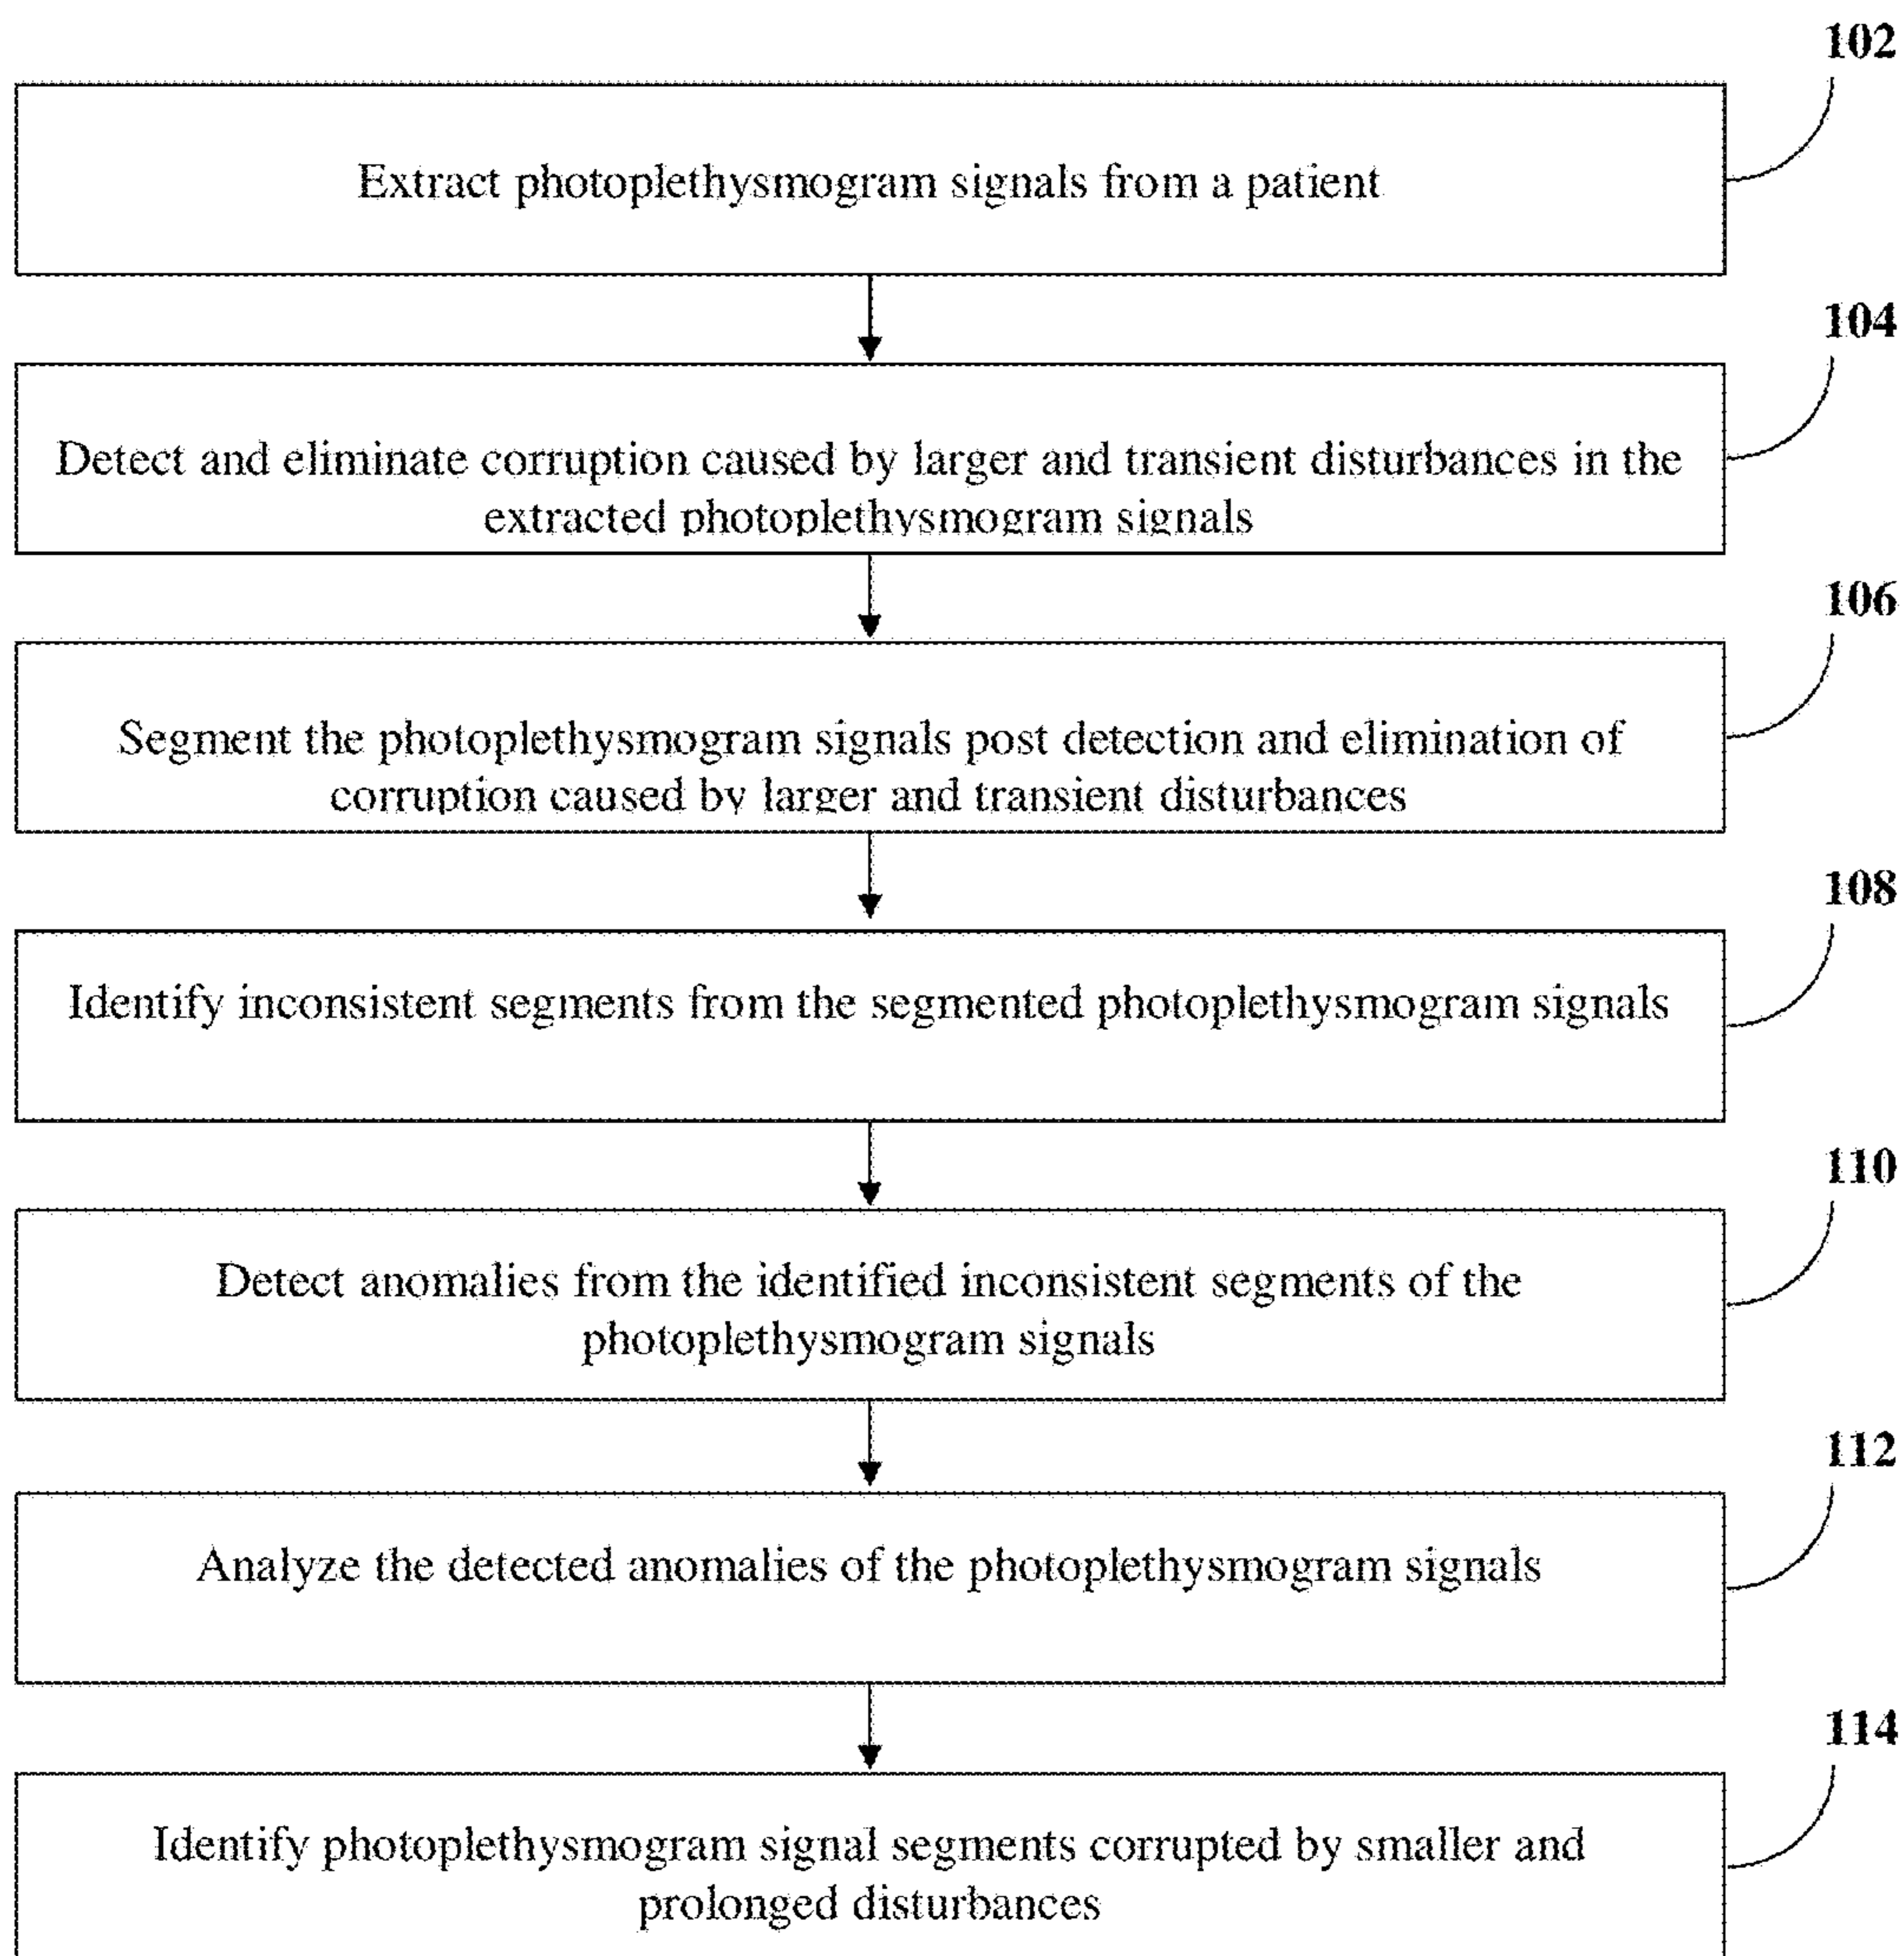 102
Extract photoplethysmogram signals from a patient
104
Detect and eliminate corruption caused by larger and transient disturbances in the
extracted photoplethysmogram signals
106
Segment the photoplethysmogram signals post detection and elimination of
corruption caused by larger and transient disturbances
108
Identify inconsistent segments from the segmented photoplethysmogram signals
110
Detect anomalies from the identified inconsistent segments of the
photoplethysmogram signals
112
Analyze the detected anomalies of the photoplethysmogram signals
114
Identify photoplethysmogram signal segments corrupted by smaller and
prolonged disturbances